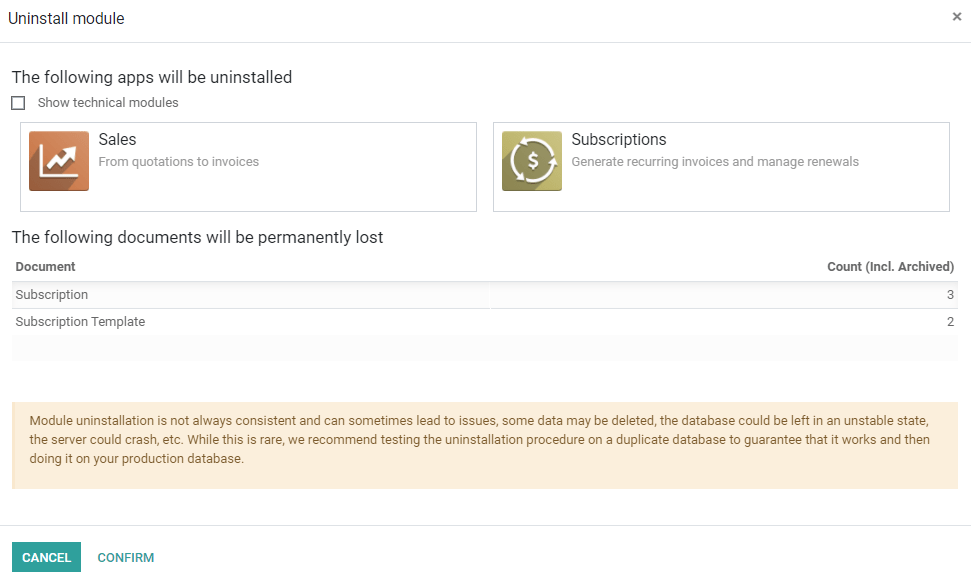 Uninstall module
×
The following apps will be uninstalled
Show technical modules
Sales
From quotations to invoices
$
Subscriptions
Generate recurring invoices and manage renewals
The following documents will be permanently lost
Document Count (Incl. Archived)
Subscription 3
Subscription Template 2
Module uninstallation is not always consistent and can sometimes lead to issues, some data may be deleted, the database could be left in an unstable state,
the server could crash, etc. While this is rare, we recommend testing the uninstallation procedure on a duplicate database to guarantee that it works and then
doing it on your production database.
CANCEL CONFIRM